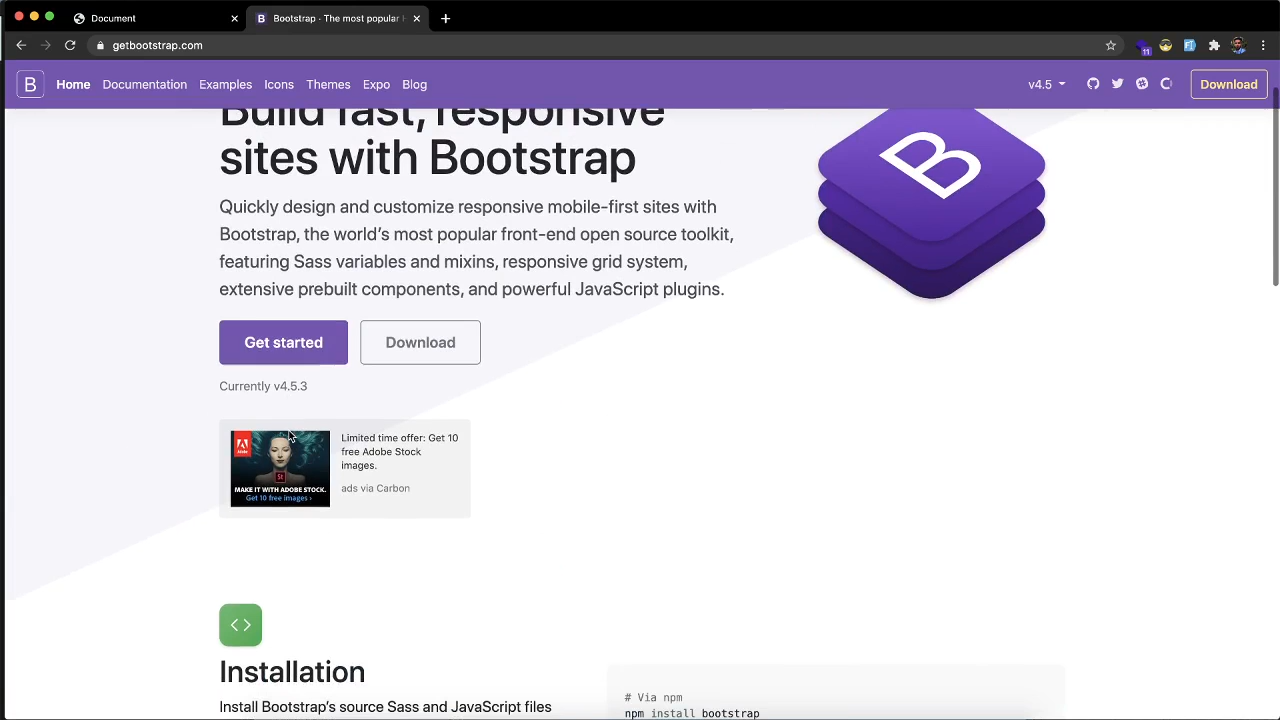 Document
B Bootstrap · The most popular
getbootstrap.com
11
B Home Documentation Examples Icons Themes Expo Blog v4.5 Download
Build fast, responsive
sites with Bootstrap
B
Quickly design and customize responsive mobile-first sites with
Bootstrap, the world's most popular front-end open source toolkit,
featuring Sass variables and mixins, responsive grid system,
extensive prebuilt components, and powerful JavaScript plugins.
Get started Download
Currently v4.5.3
Adobe
St
MAKE IT WITH ADOBE STOCK.
Get 10 free images ›
Limited time offer: Get 10
free Adobe Stock
images.
ads via Carbon
Installation
Install Bootstrap's source Sass and JavaScript files
# Via npm
npm install bootstrap